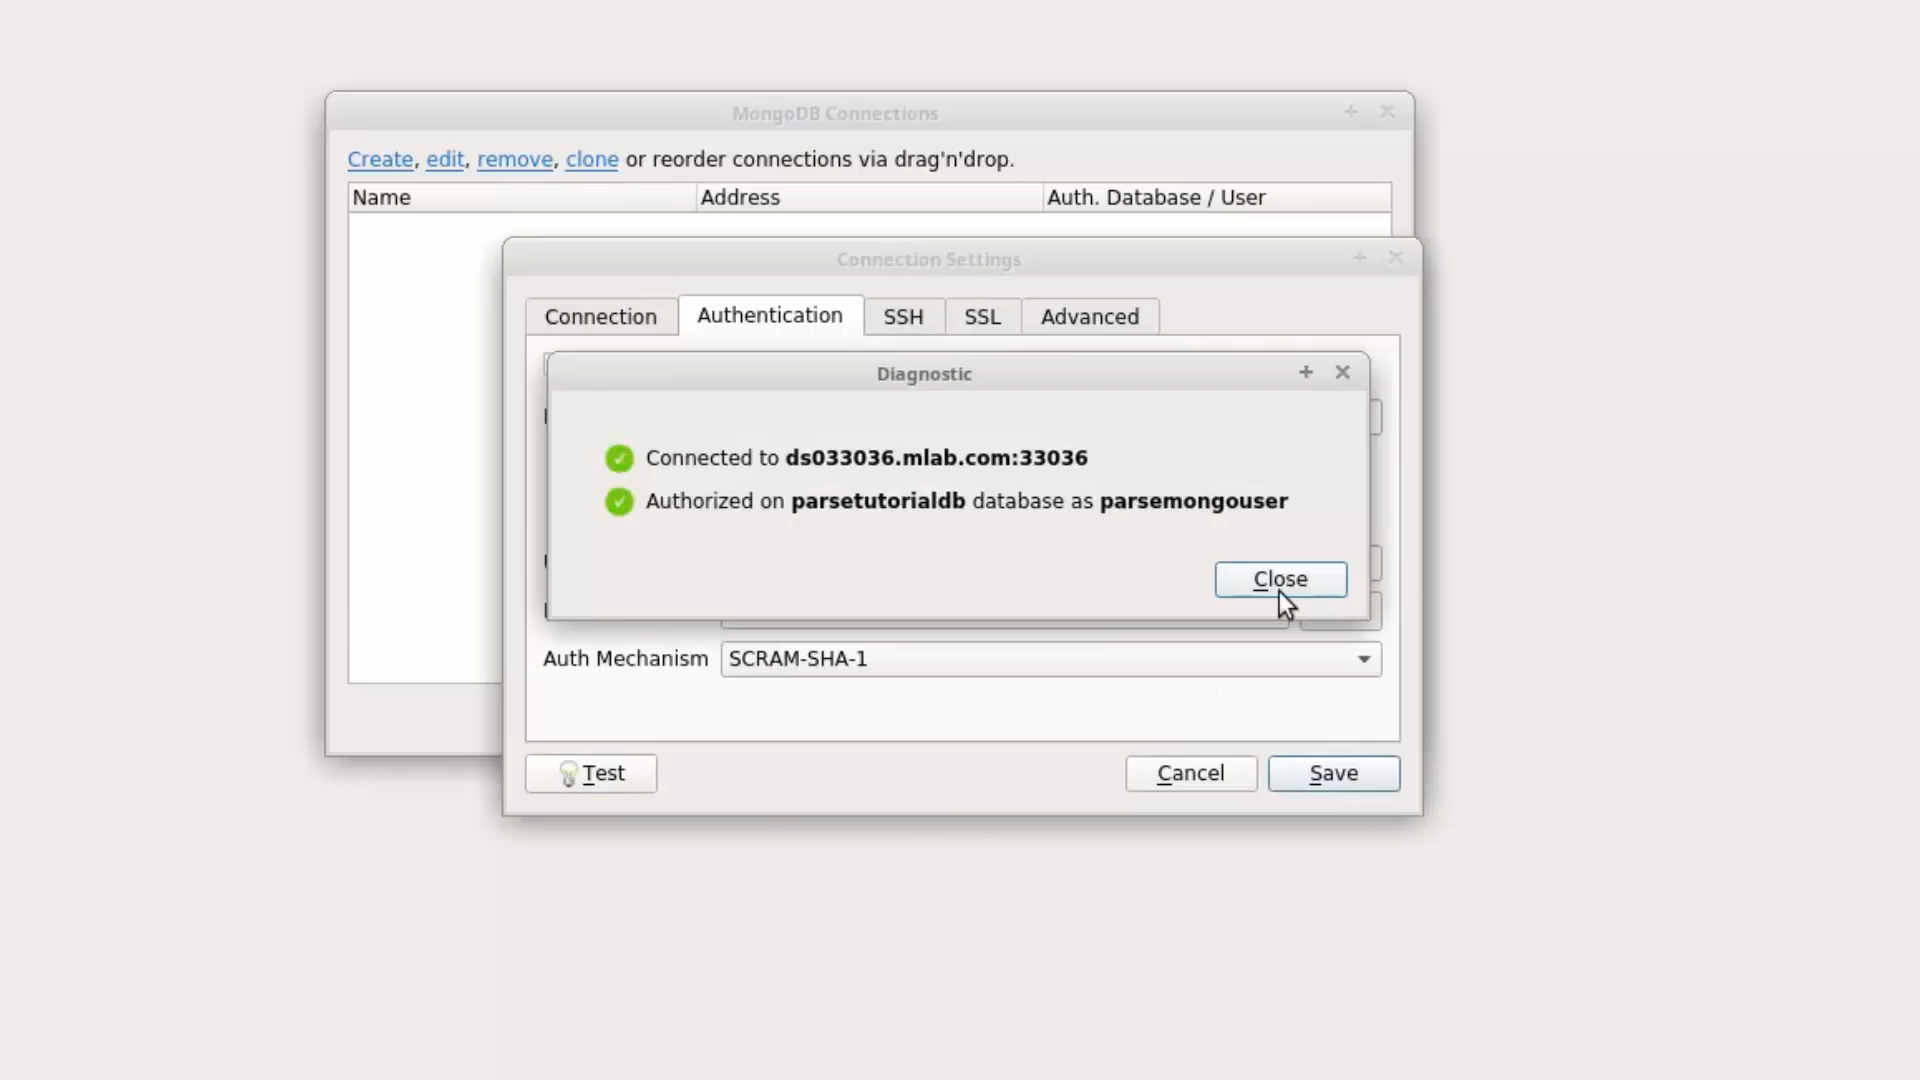 MongoDB Connections
Create, edit, remove, clone or reorder connections via drag'n'drop.
Name Address Auth. Database / User
Connection Settings
Connection Authentication SSH SSL Advanced
Diagnostic
Connected to ds033036.mlab.com:33036
Authorized on parsetutorialdb database as parsemongouser
Close
Auth Mechanism SCRAM-SHA-1
Test Cancel Save